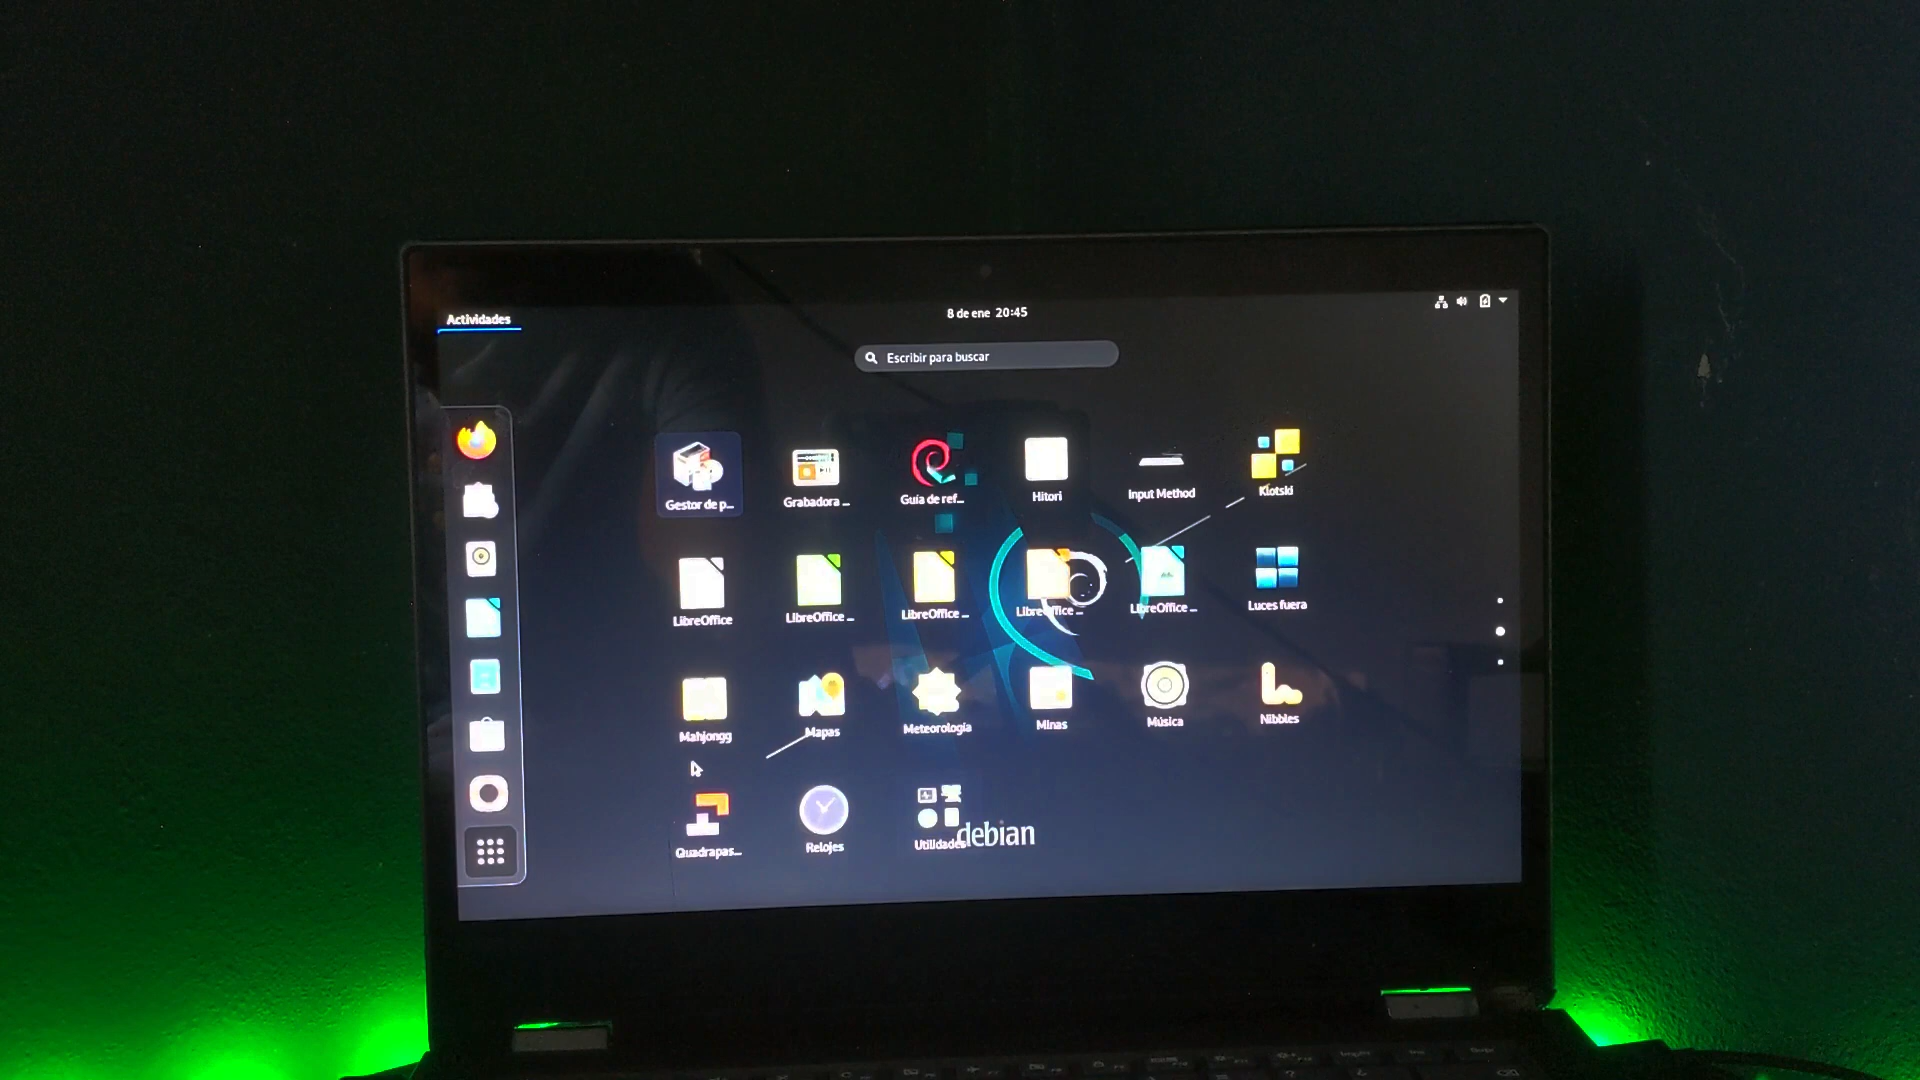 Actividades
8 de ene 20:45
Escribir para buscar
Gestor de p...
Grabadora ...
Guía de ref...
Hitori
Input Method
Klotski
LibreOffice
LibreOffice ...
LibreOffice ...
LibreOffice ...
LibreOffice ...
Luces fuera
Mahjongg
Mapas
Meteorología
Minas
Música
Nibbles
Quadrapas...
Relojes
Utilidades
debian